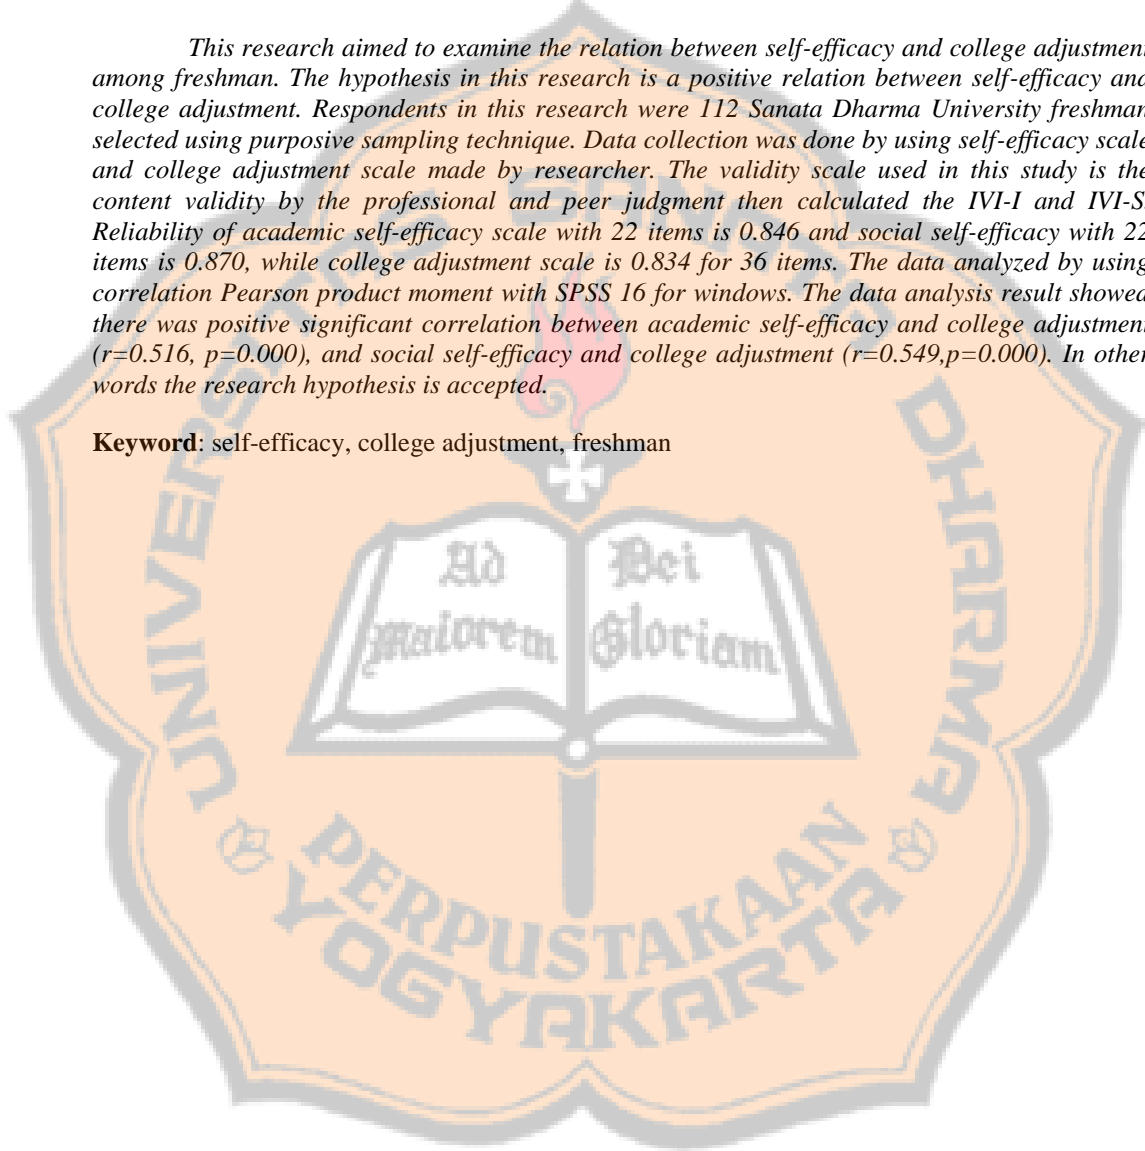 This research aimed to examine the relation between self-efficacy and college adjustment
among freshman. The hypothesis in this research is a positive relation between self-efficacy and
college adjustment. Respondents in this research were 112 Sanata Dharma University freshman
selected using purposive sampling technique. Data collection was done by using self-efficacy scale
and college adjustment scale made by researcher. The validity scale used in this study is the
content validity by the professional and peer judgment then calculated the IVI-I and IVI-S.
Reliability of academic self-efficacy scale with 22 items is 0.846 and social self-efficacy with 22
items is 0.870, while college adjustment scale is 0.834 for 36 items. The data analyzed by using
correlation Pearson product moment with SPSS 16 for windows. The data analysis result showed
there was positive significant correlation between academic self-efficacy and college adjustment
(r=0.516, p=0.000), and social self-efficacy and college adjustment (r=0.549,p=0.000). In other
words the research hypothesis is accepted.
Keyword: self-efficacy, college adjustment, freshman
UNIVERSITAS SANATA DHARMA
Ad
maiorem
Dei
Gloriam
PERPUSTAKAAN
YOGYAKARTA